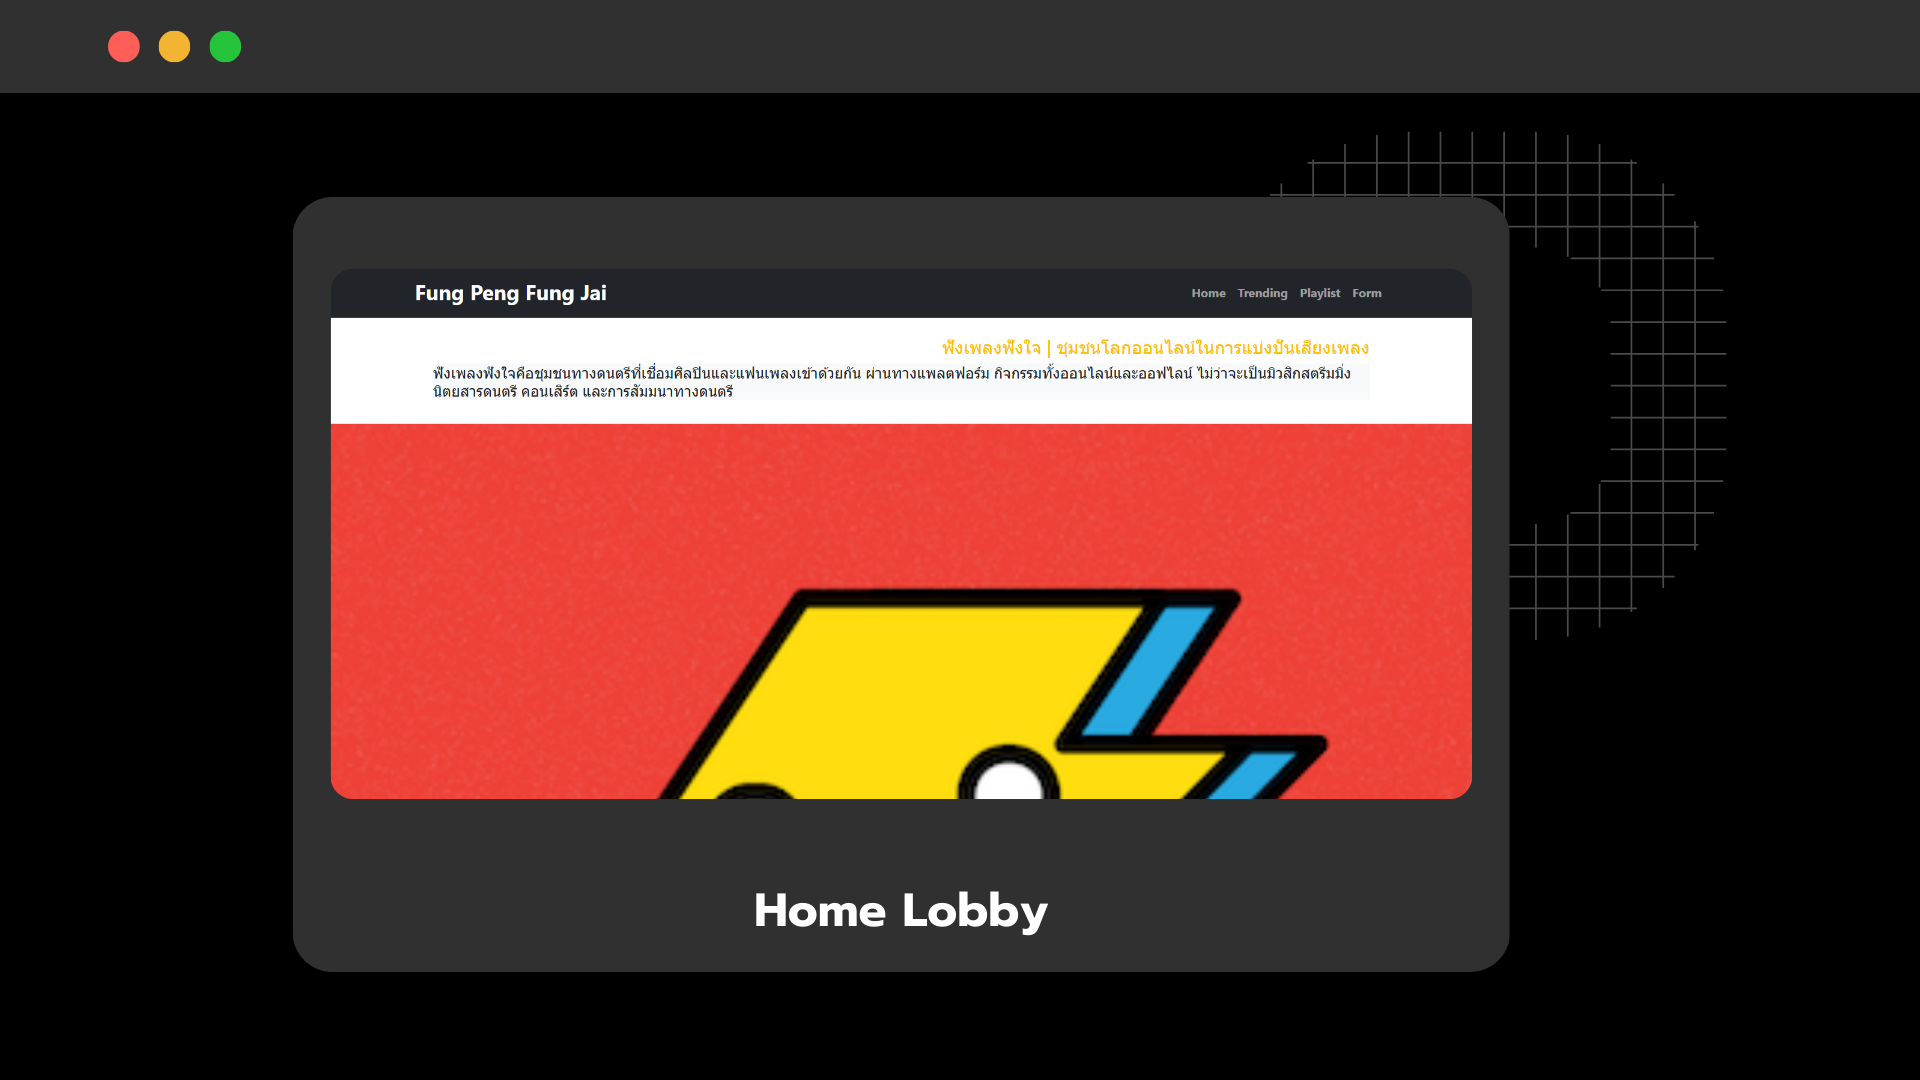 Fung Peng Fung Jai
Home Trending Playlist Form
ฟังเพลงฟังใจ | ชุมชนโลกออนไลน์ในการแบ่งปันเสียงเพลง
ฟังเพลงฟังใจคือชุมชนทางดนตรีที่เชื่อมศิลปินและแฟนเพลงเข้าด้วยกัน ผ่านทางแพลตฟอร์ม กิจกรรมทั้งออนไลน์และออฟไลน์ ไม่ว่าจะเป็นมิวสิกสตรีมมิ่ง
นิตยสารดนตรี คอนเสิร์ต และการสัมมนาทางดนตรี
Home Lobby